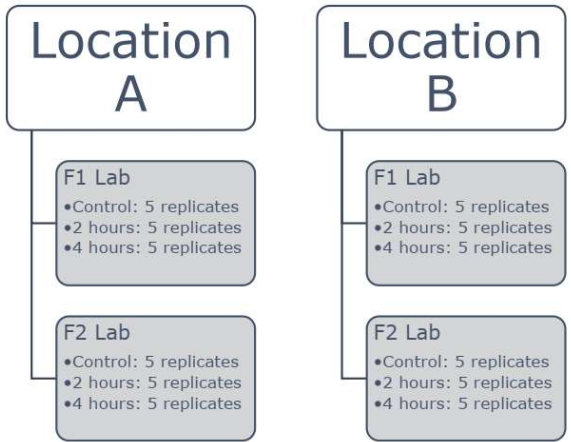 Location
A
F1 Lab
•Control: 5 replicates
•2 hours: 5 replicates
•4 hours: 5 replicates
F2 Lab
•Control: 5 replicates
•2 hours: 5 replicates
•4 hours: 5 replicates
Location
B
F1 Lab
•Control: 5 replicates
•2 hours: 5 replicates
•4 hours: 5 replicates
F2 Lab
•Control: 5 replicates
•2 hours: 5 replicates
•4 hours: 5 replicates